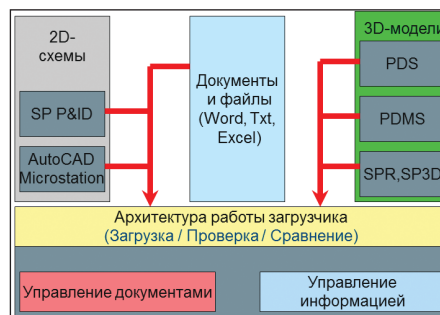 2D-
схемы
SP P&ID
AutoCAD
Microstation
Документы
и файлы
(Word, Txt,
Excel)
3D-модели
PDS
PDMS
SPR,SP3D
Архитектура работы загрузчика
(Загрузка / Проверка / Сравнение)
Управление документами
Управление
информацией